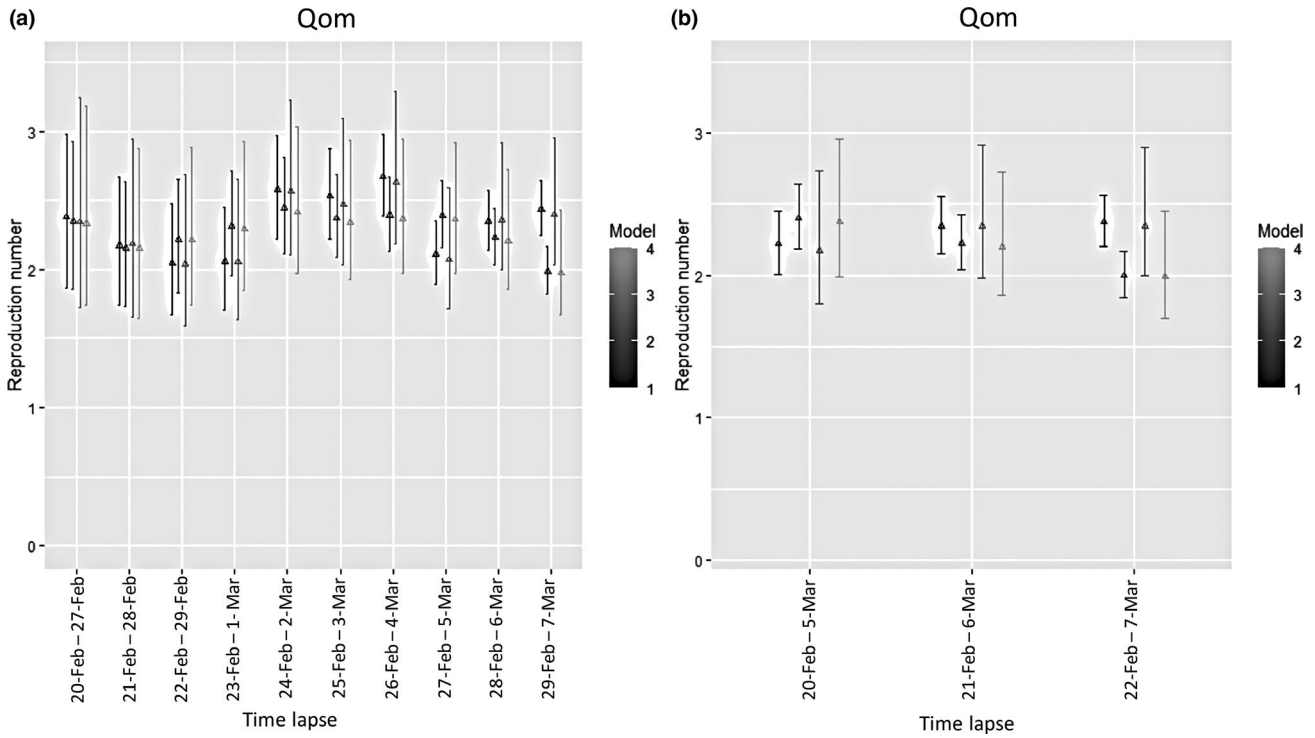 (a)
Qom
Reproduction number
3
2
1
0
20-Feb – 27-Feb
21-Feb – 28-Feb
22-Feb – 29-Feb
23-Feb – 1- Mar
24-Feb – 2-Mar
25-Feb – 3-Mar
26-Feb – 4-Mar
27-Feb – 5-Mar
28-Feb – 6-Mar
29-Feb – 7-Mar
Time lapse
Model
4
3
2
1
(b)
Qom
Reproduction number
3
2
1
0
20-Feb – 5-Mar
21-Feb – 6-Mar
22-Feb – 7-Mar
Time lapse
Model
4
3
2
1